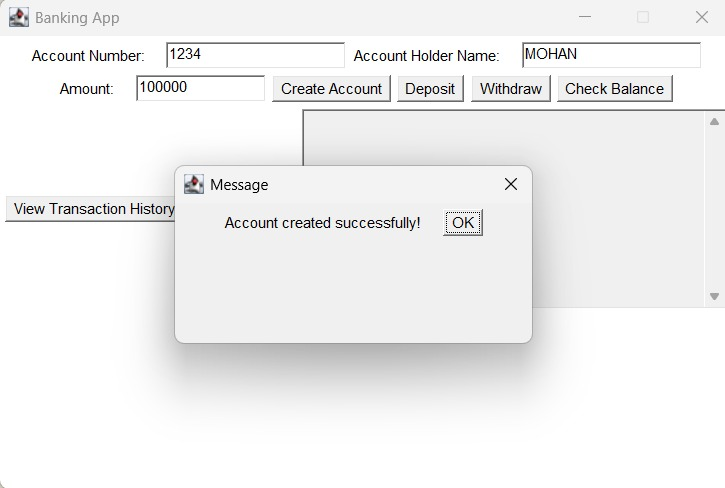 Banking App
Account Number: 1234 Account Holder Name: MOHAN
Amount: 100000 Create Account Deposit Withdraw Check Balance
Message
View Transaction History
Account created successfully! OK